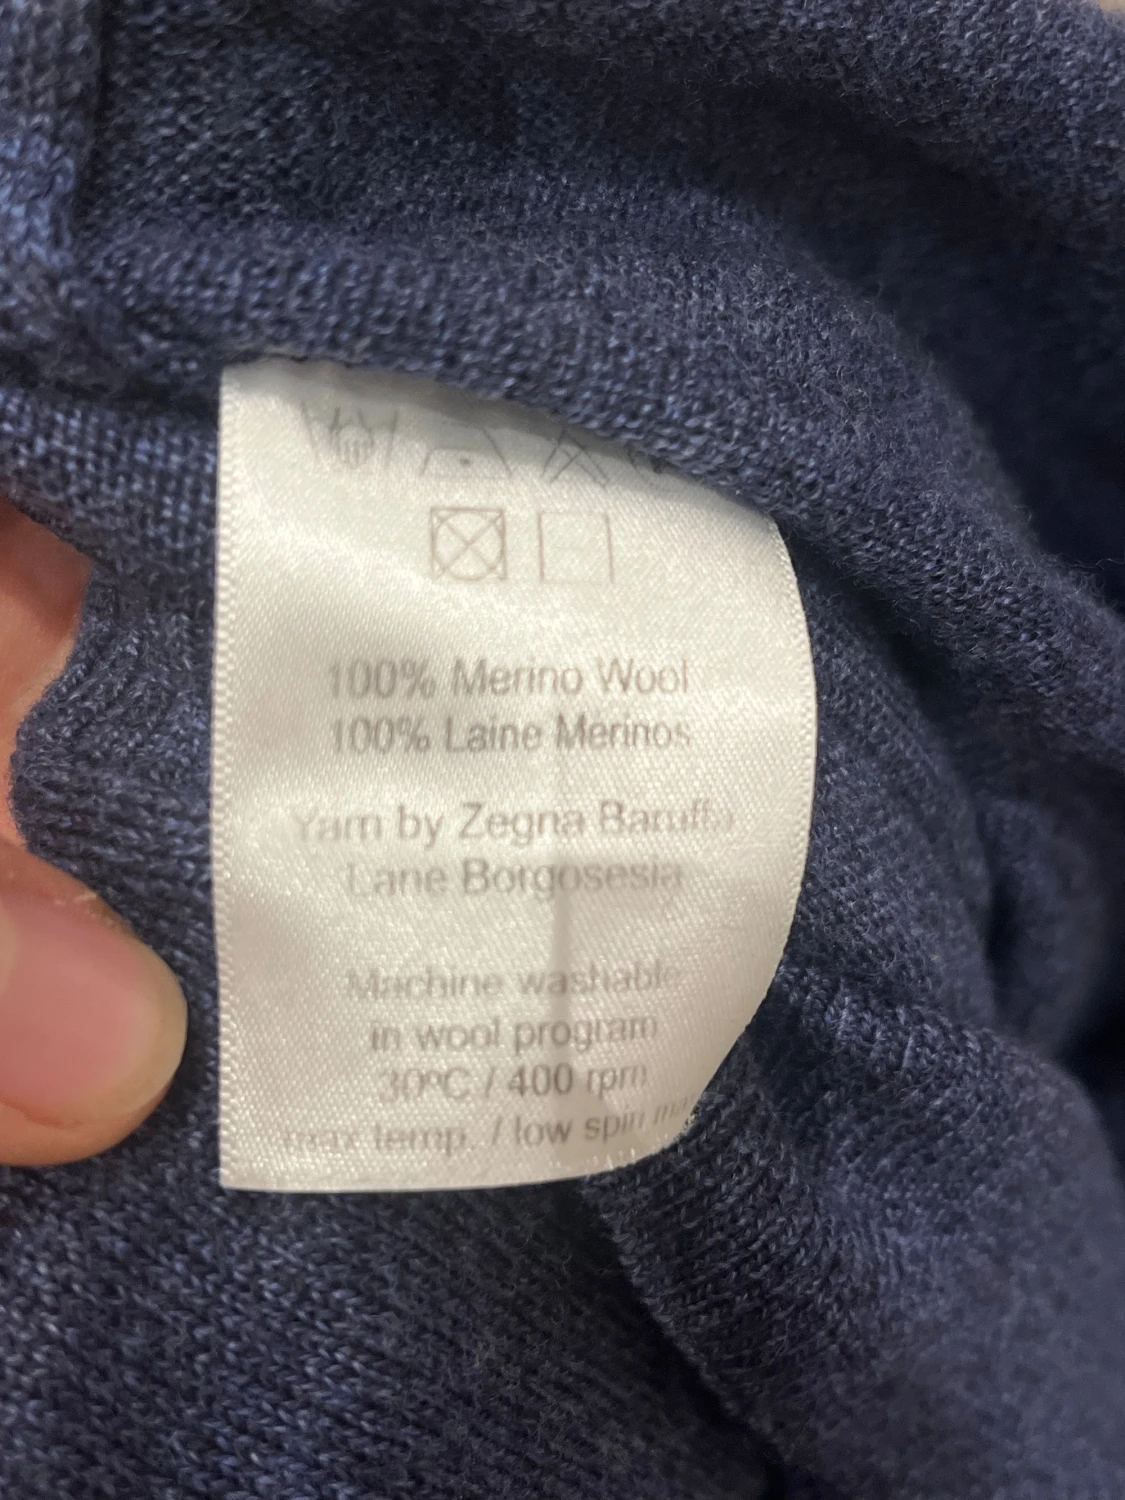 100% Merino Wool
100% Laine Merinos
Yarn by Zegna Baruffa
Lane Borgosesia
Machine washable
in wool program
30ºC / 400 rpm
max temp. / low spin